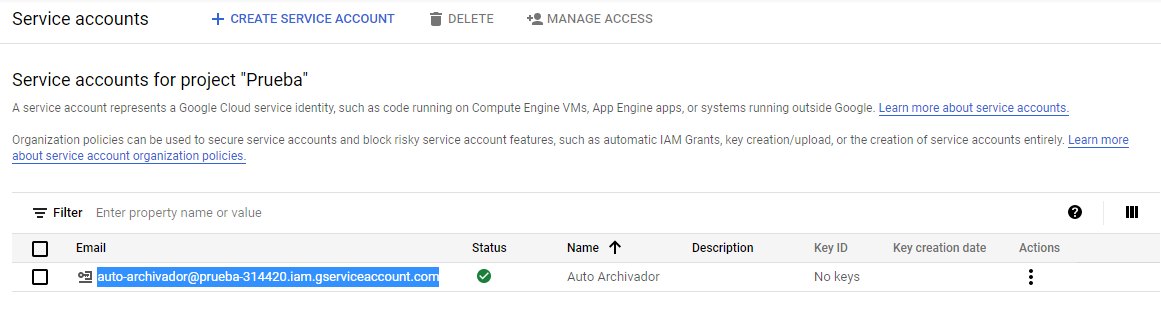 Service accounts
CREATE SERVICE ACCOUNT
DELETE
MANAGE ACCESS
Service accounts for project "Prueba"
A service account represents a Google Cloud service identity, such as code running on Compute Engine VMs, App Engine apps, or systems running outside Google. Learn more about service accounts.
Organization policies can be used to secure service accounts and block risky service account features, such as automatic IAM Grants, key creation/upload, or the creation of service accounts entirely. Learn more
about service account organization policies.
Filter Enter property name or value
Email Status Name Description Key ID Key creation date Actions
auto-archivador@prueba-314420.iam.gserviceaccount.com Auto Archivador No keys